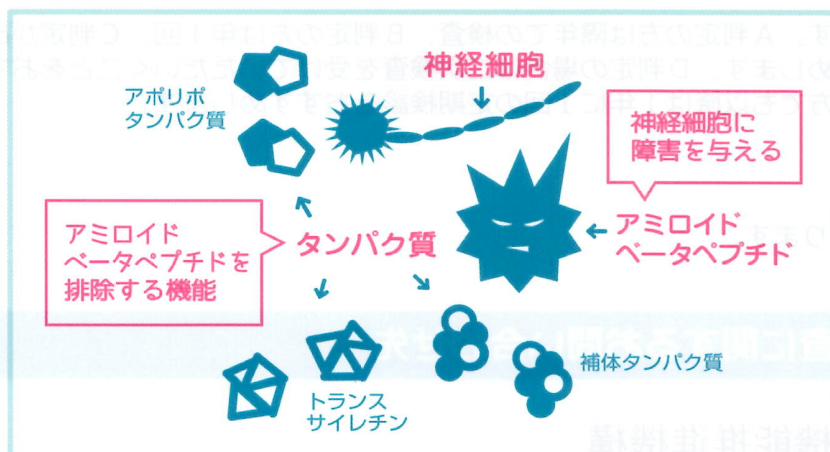 神経細胞
アポリポ
タンパク質
神経細胞に
障害を与える
アミロイド
ベータペプチドを
排除する機能
タンパク質
アミロイド
ベータペプチド
補体タンパク質
トランス
サイレチン